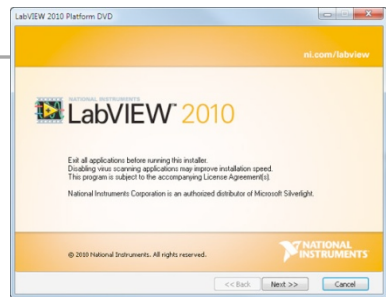 LabVIEW 2010 Platform DVD
ni.com/labview
NATIONAL INSTRUMENTS
LabVIEW™ 2010
Exit all applications before running this installer.
Disabling virus scanning applications may improve installation speed.
This program is subject to the accompanying License Agreement(s).
National Instruments Corporation is an authorized distributor of Microsoft Silverlight.
© 2010 National Instruments. All rights reserved.
NATIONAL
INSTRUMENTS
<< Back Next >> Cancel